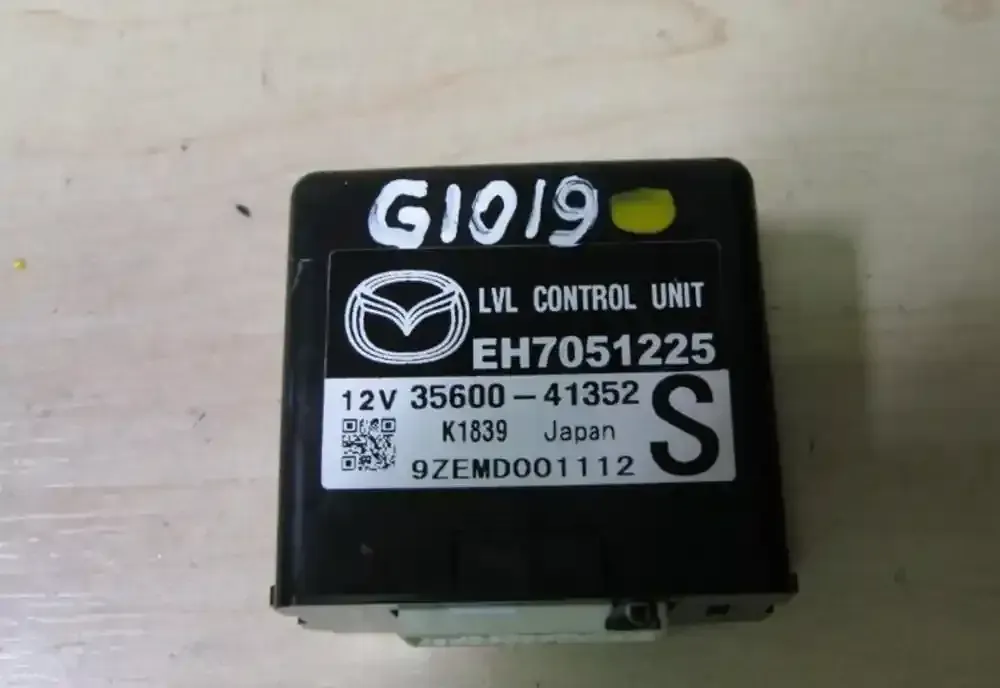 G1019
LVL CONTROL UNIT
EH7051225
12V 35600-41352
S
K1839 Japan
9ZEMD001112